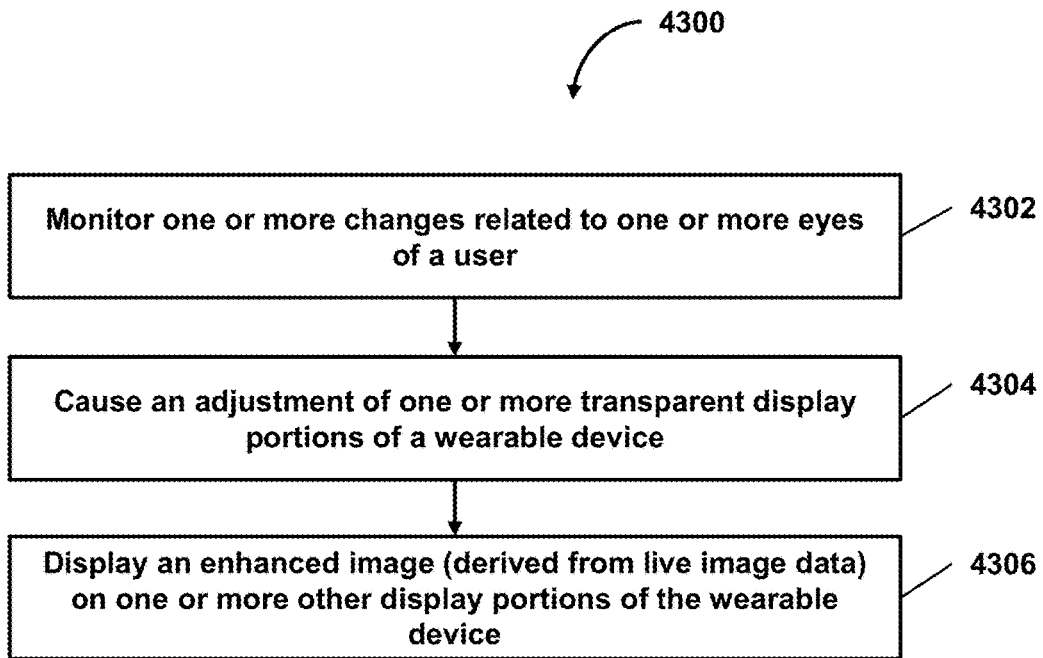 4300
Monitor one or more changes related to one or more eyes
of a user
4302
Cause an adjustment of one or more transparent display
portions of a wearable device
4304
Display an enhanced image (derived from live image data)
on one or more other display portions of the wearable
device
4306